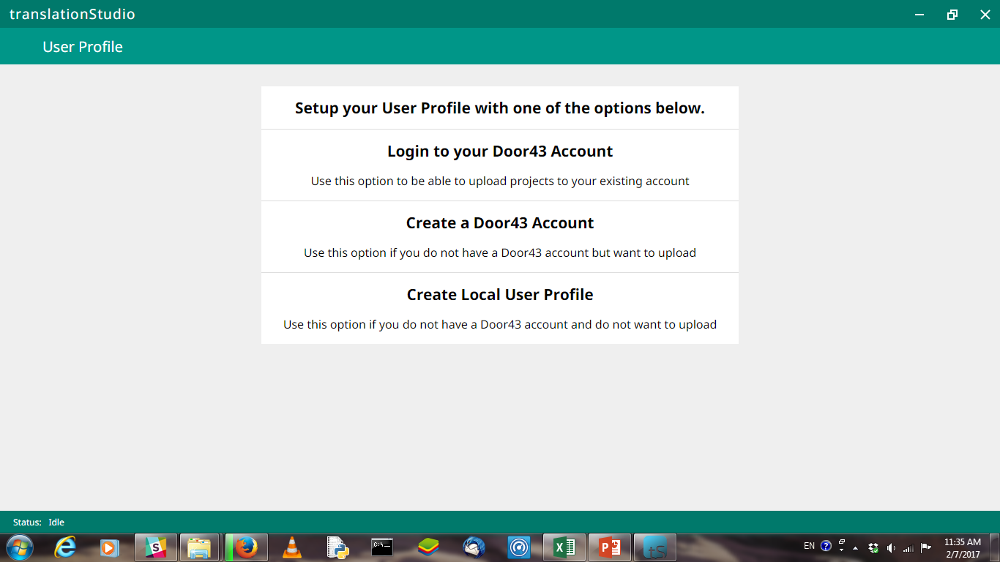 translationStudio
User Profile
Setup your User Profile with one of the options below.
Login to your Door43 Account
Use this option to be able to upload projects to your existing account
Create a Door43 Account
Use this option if you do not have a Door43 account but want to upload
Create Local User Profile
Use this option if you do not have a Door43 account and do not want to upload
Status: Idle
EN
11:35 AM
2/7/2017